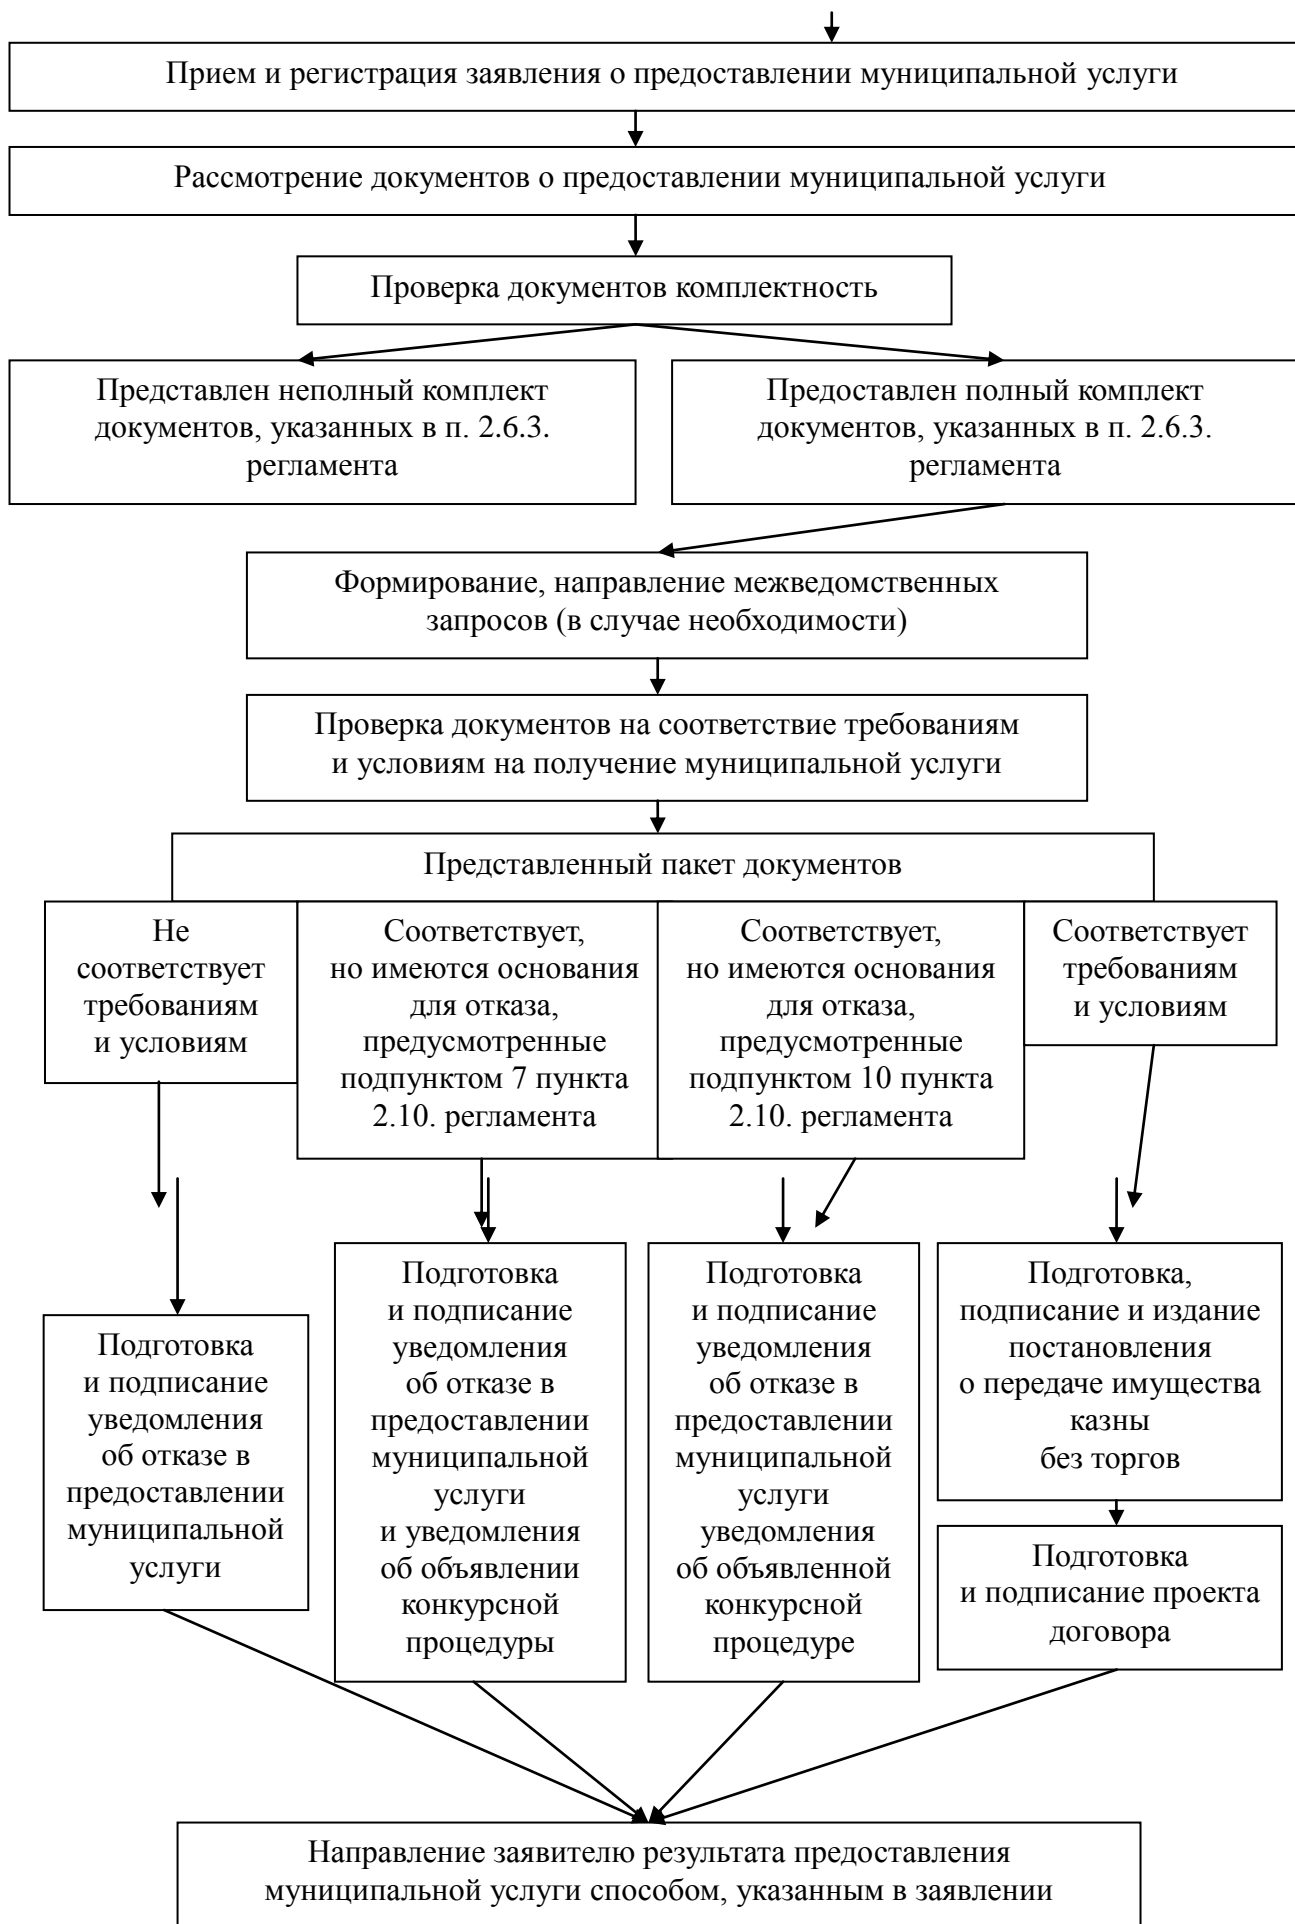 Прием и регистрация заявления о предоставлении муниципальной услуги
Рассмотрение документов о предоставлении муниципальной услуги
Проверка документов комплектность
Представлен неполный комплект
документов, указанных в п. 2.6.3.
регламента
Предоставлен полный комплект
документов, указанных в п. 2.6.3.
регламента
Формирование, направление межведомственных
запросов (в случае необходимости)
Проверка документов на соответствие требованиям
и условиям на получение муниципальной услуги
Представленный пакет документов
Не
соответствует
требованиям
и условиям
Соответствует,
но имеются основания
для отказа,
предусмотренные
подпунктом 7 пункта
2.10. регламента
Соответствует,
но имеются основания
для отказа,
предусмотренные
подпунктом 10 пункта
2.10. регламента
Соответствует
требованиям
и условиям
Подготовка
и подписание
уведомления
об отказе в
предоставлении
муниципальной
услуги
Подготовка
и подписание
уведомления
об отказе в
предоставлении
муниципальной
услуги
и уведомления
об объявлении
конкурсной
процедуры
Подготовка
и подписание
уведомления
об отказе в
предоставлении
муниципальной
услуги
уведомления
об объявленной
конкурсной
процедуре
Подготовка,
подписание и издание
постановления
о передаче имущества
казны
без торгов
Подготовка
и подписание проекта
договора
Направление заявителю результата предоставления
муниципальной услуги способом, указанным в заявлении